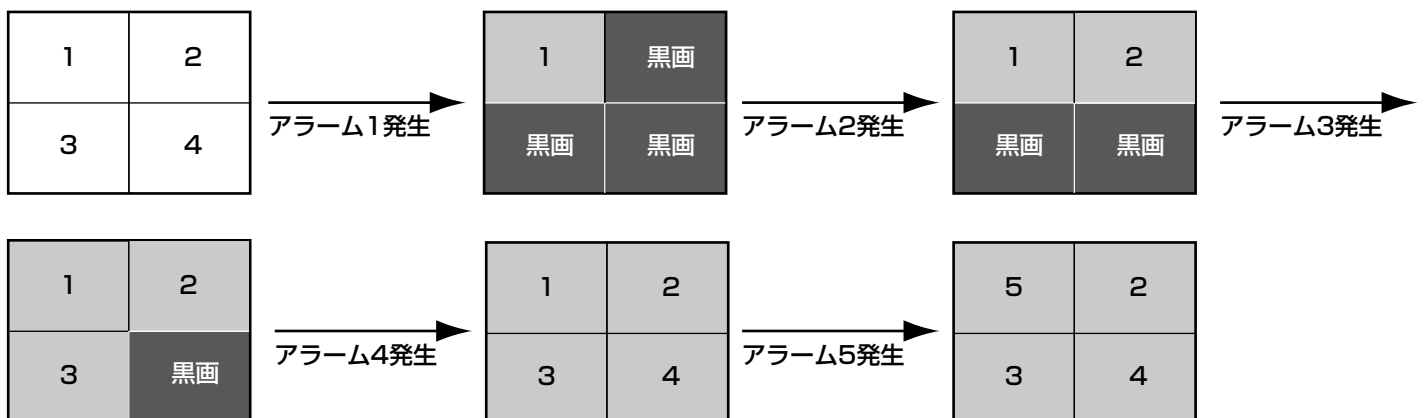 1 2
3 4
アラーム1発生
1 黒画
黒画 黒画
アラーム2発生
1 2
黒画 黒画
アラーム3発生
1 2
3 黒画
アラーム4発生
1 2
3 4
アラーム5発生
5 2
3 4